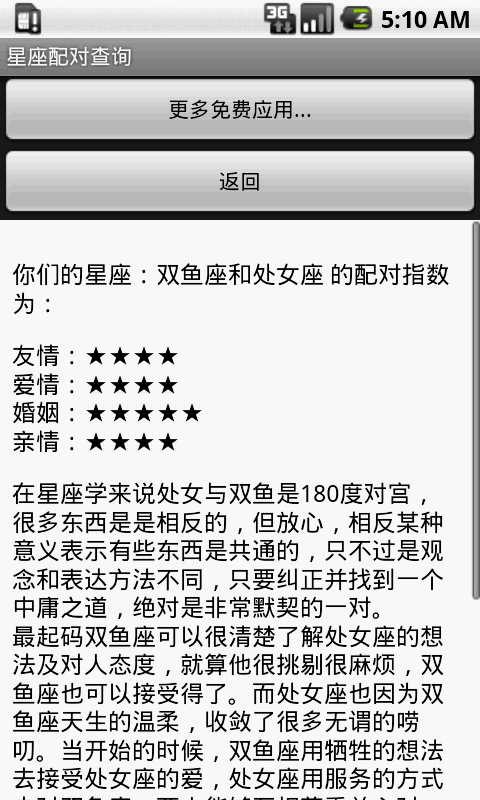 3G
5:10 AM
星座配对查询
更多免费应用...
返回
你们的星座：双鱼座和处女座 的配对指数
为：
友情：★★★★
爱情：★★★★
婚姻：★★★★★
亲情：★★★★
在星座学来说处女与双鱼是180度对宫，
很多东西是是相反的，但放心，相反某种
意义表示有些东西是共通的，只不过是观
念和表达方法不同，只要纠正并找到一个
中庸之道，绝对是非常默契的一对。
最起码双鱼座可以很清楚了解处女座的想
法及对人态度，就算他很挑剔很麻烦，双
鱼座也可以接受得了。而处女座也因为双
鱼座天生的温柔，收敛了很多无谓的唠
叨。当开始的时候，双鱼座用牺牲的想法
去接受处女座的爱，处女座用服务的方式